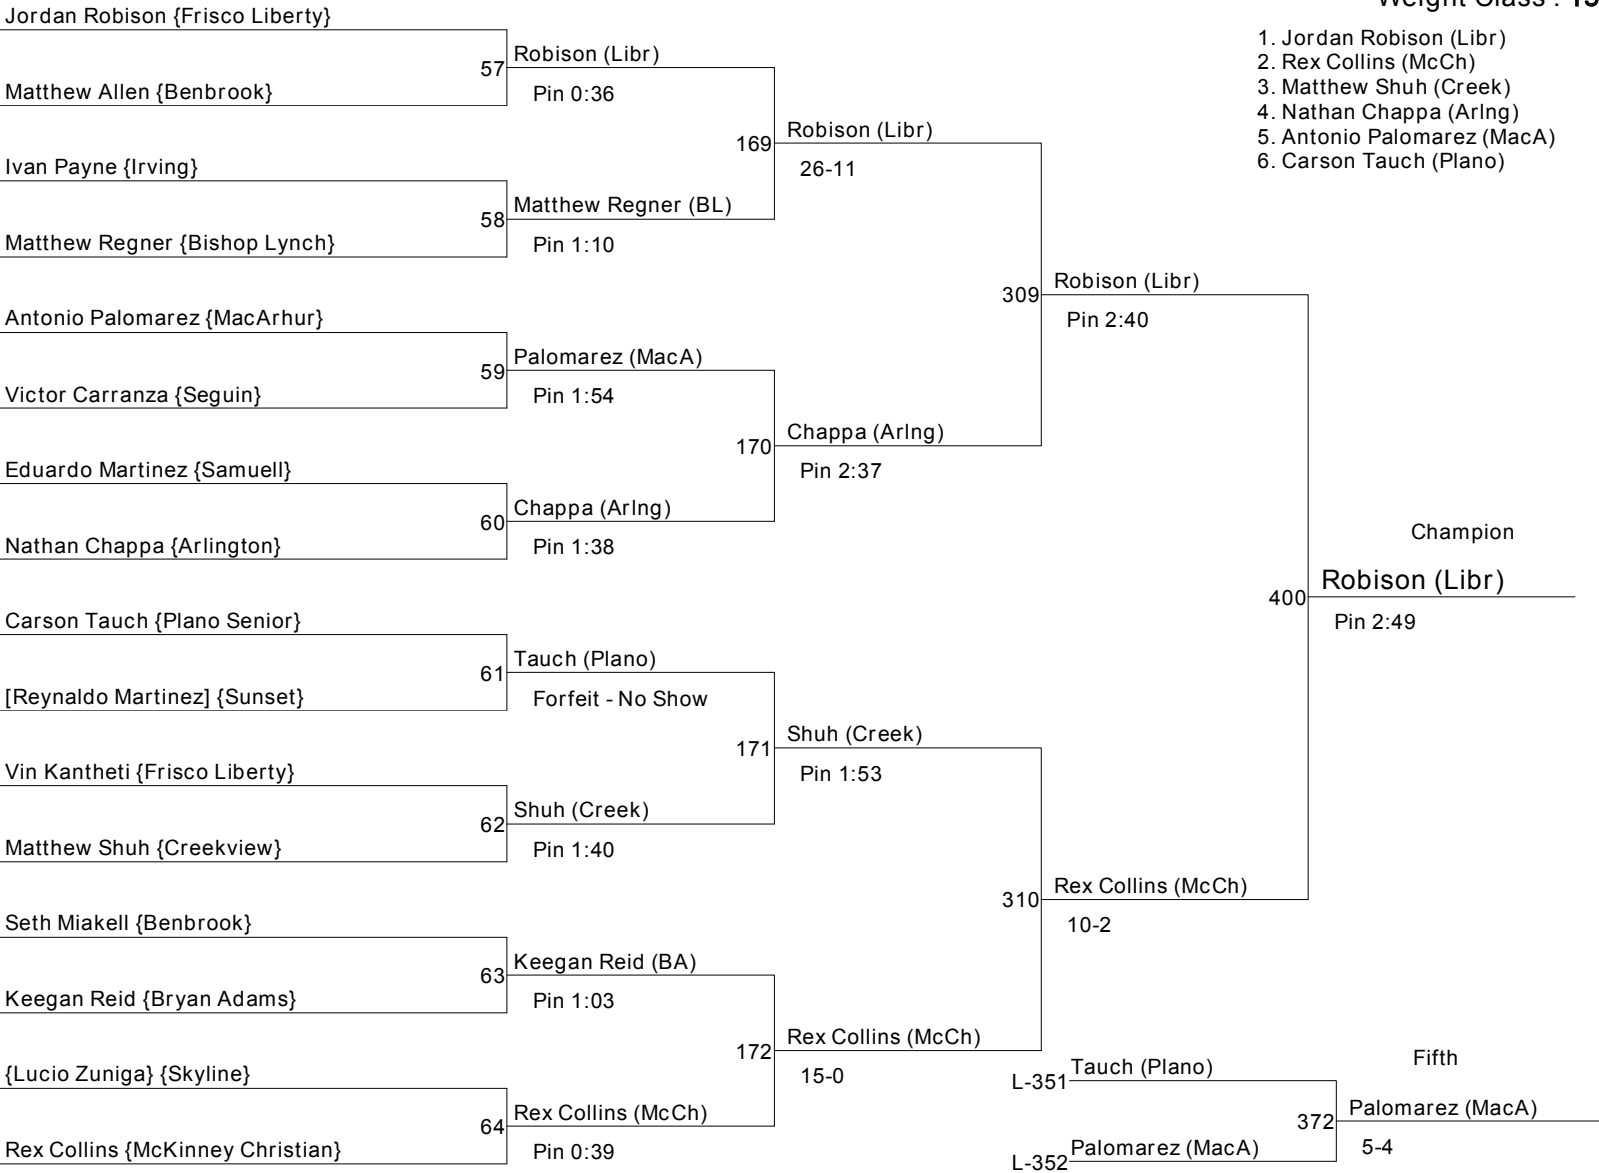 Weight Class :
1. Jordan Robison (Libr)
2. Rex Collins (McCh)
3. Matthew Shuh (Creek)
4. Nathan Chappa (Arlng)
5. Antonio Palomarez (MacA)
6. Carson Tauch (Plano)
Jordan Robison {Frisco Liberty}
57
Robison (Libr)
Matthew Allen {Benbrook}
Pin 0:36
169
Robison (Libr)
26-11
Ivan Payne {Irving}
58
Matthew Regner (BL)
Matthew Regner {Bishop Lynch}
Pin 1:10
309
Robison (Libr)
Pin 2:40
Antonio Palomarez {MacArhur}
59
Palomarez (MacA)
Victor Carranza {Seguin}
Pin 1:54
170
Chappa (Arlng)
Pin 2:37
Eduardo Martinez {Samuell}
60
Chappa (Arlng)
Nathan Chappa {Arlington}
Pin 1:38
Champion
400
Robison (Libr)
Pin 2:49
Carson Tauch {Plano Senior}
61
Tauch (Plano)
[Reynaldo Martinez] {Sunset}
Forfeit - No Show
171
Shuh (Creek)
Pin 1:53
Vin Kantheti {Frisco Liberty}
62
Shuh (Creek)
Matthew Shuh {Creekview}
Pin 1:40
310
Rex Collins (McCh)
10-2
Seth Miakell {Benbrook}
63
Keegan Reid (BA)
Keegan Reid {Bryan Adams}
Pin 1:03
172
Rex Collins (McCh)
15-0
{Lucio Zuniga} {Skyline}
64
Rex Collins (McCh)
Rex Collins {McKinney Christian}
Pin 0:39
Fifth
L-351
Tauch (Plano)
372
Palomarez (MacA)
5-4
L-352
Palomarez (MacA)